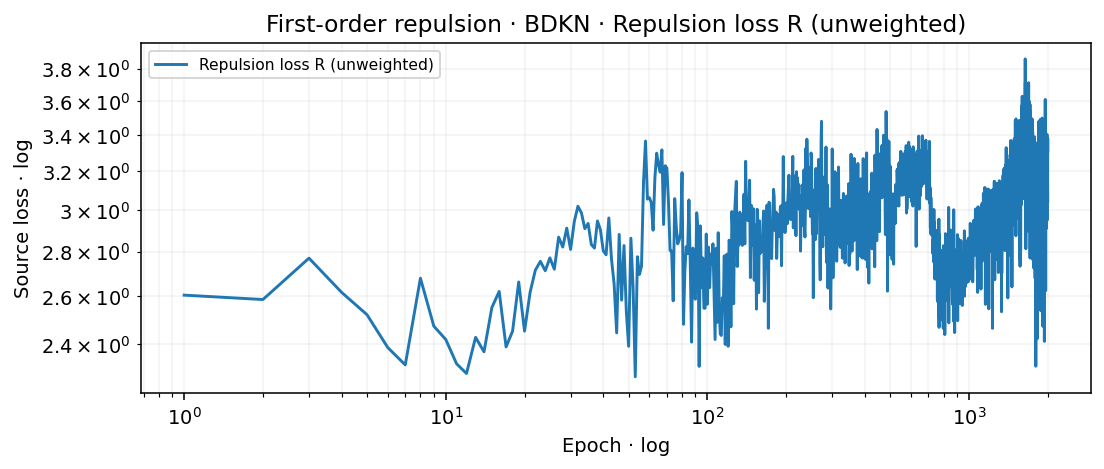 First-order repulsion · BDKN · Repulsion loss R (unweighted)
Repulsion loss R (unweighted)
Source loss · log
3.8 × 10⁰
3.6 × 10⁰
3.4 × 10⁰
3.2 × 10⁰
3 × 10⁰
2.8 × 10⁰
2.6 × 10⁰
2.4 × 10⁰
10⁰ 10¹ 10² 10³
Epoch · log